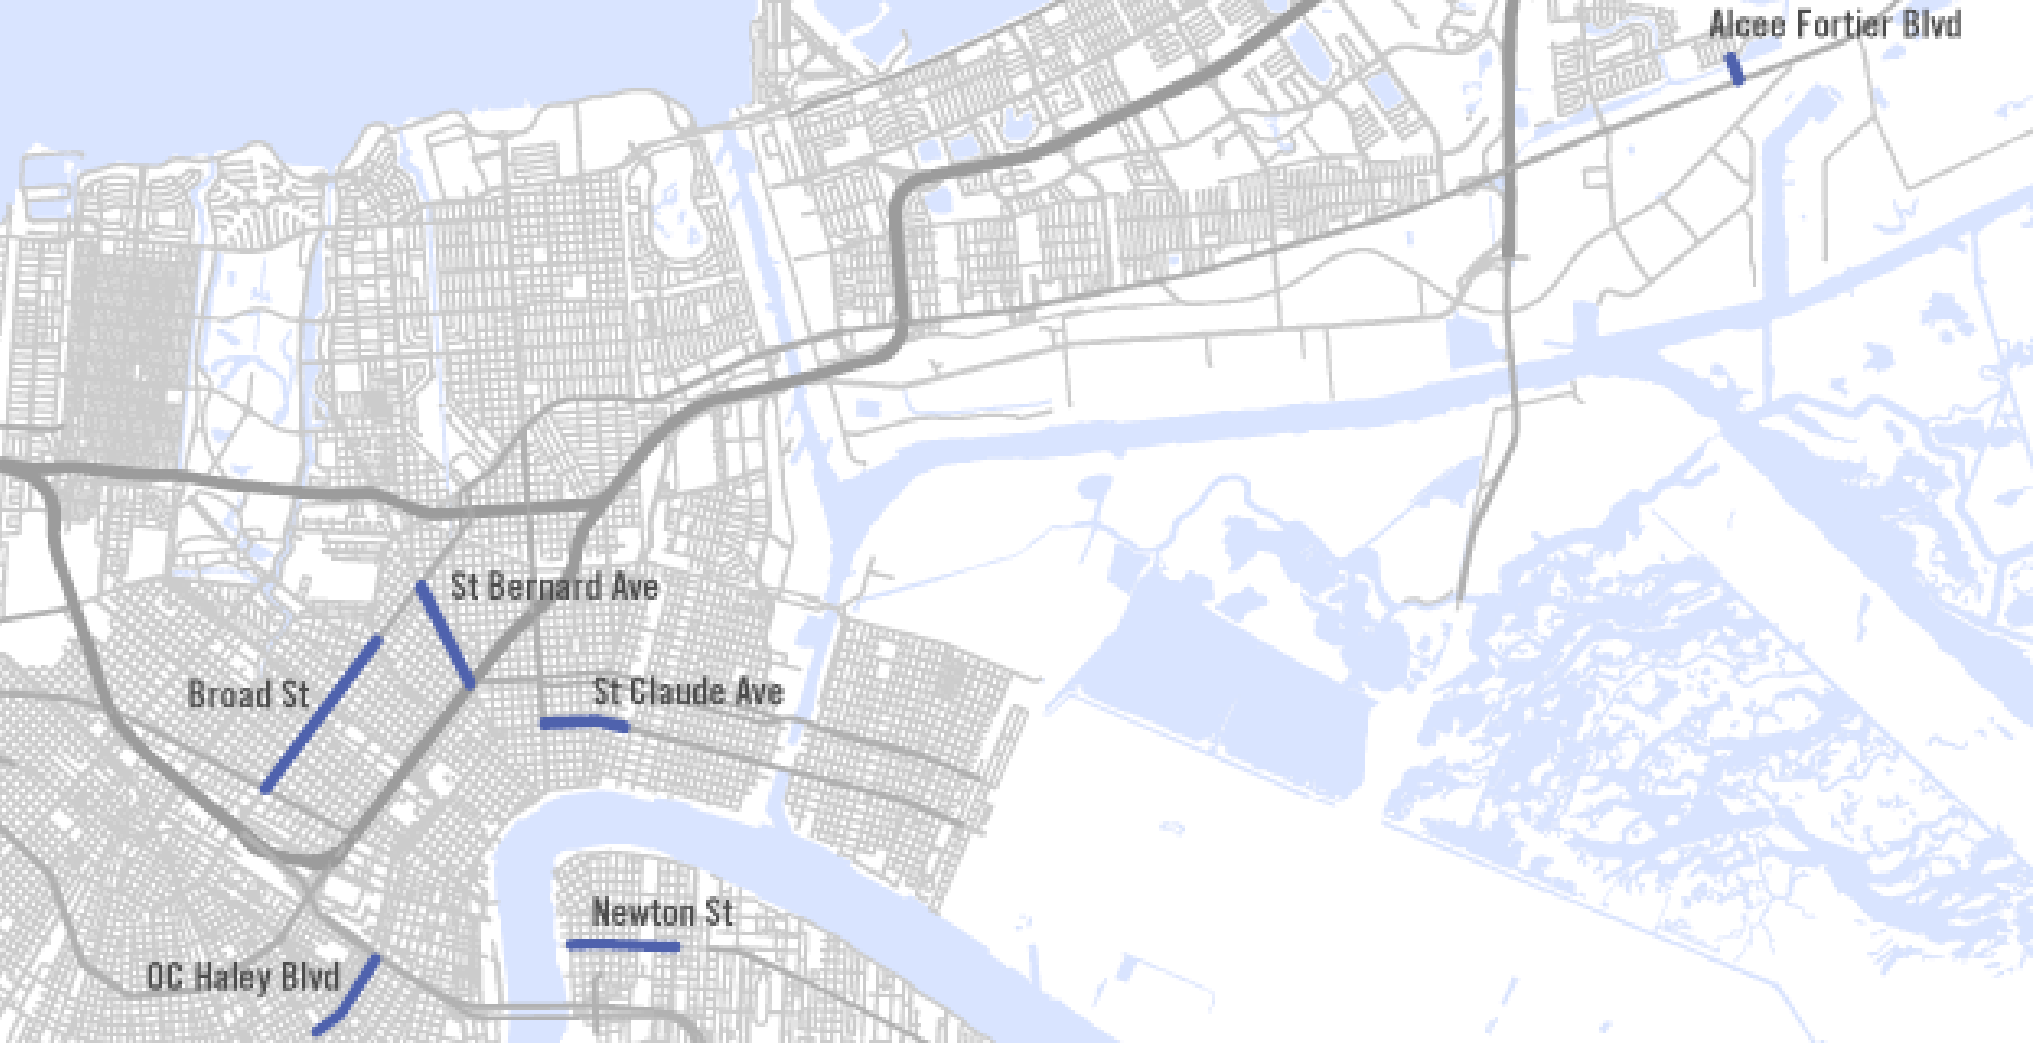 Alcee Fortier Blvd
St Bernard Ave
Broad St
St Claude Ave
Newton St
OC Haley Blvd